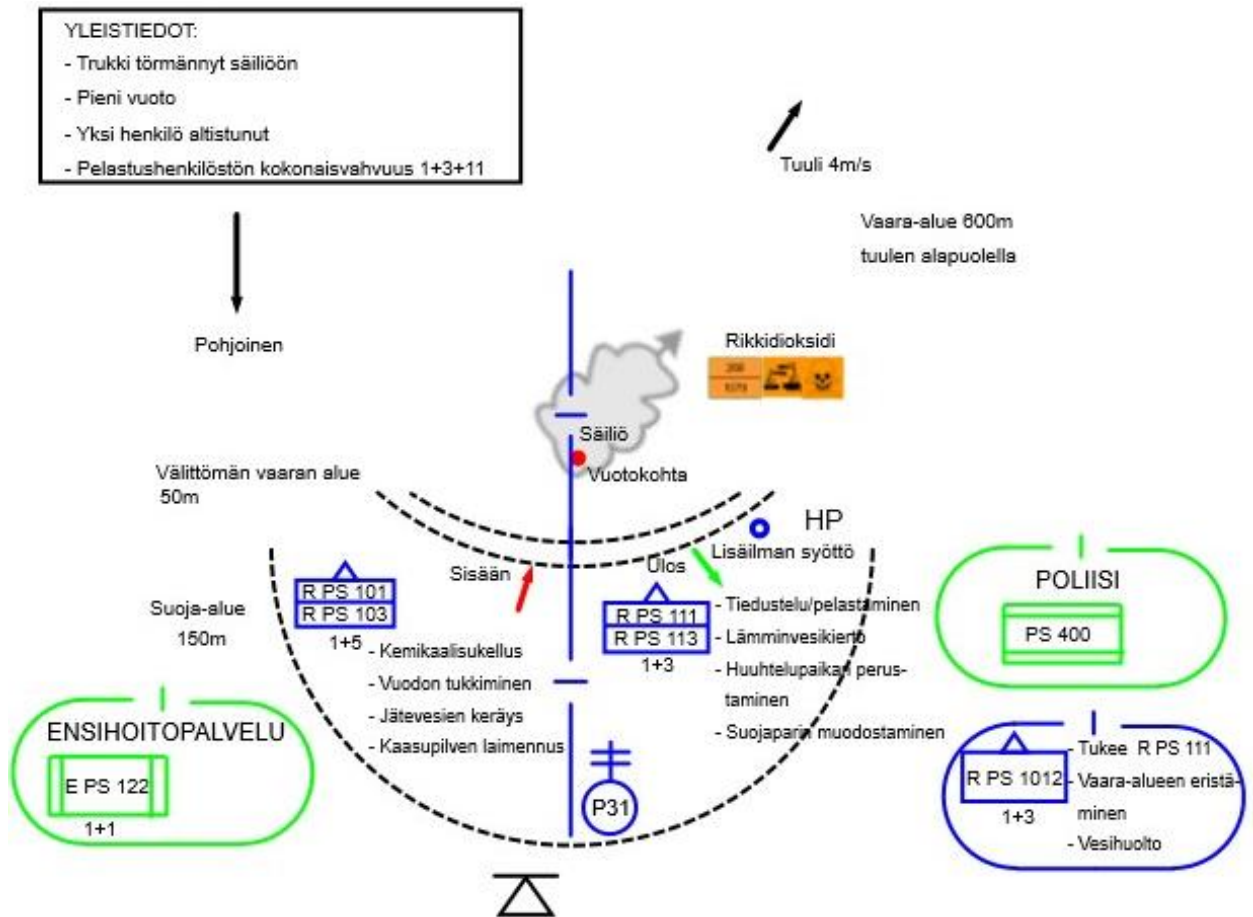 YLEISTIEDOT:
- Trukki törmännyt säiliöön
- Pieni vuoto
- Yksi henkilö altistunut
- Pelastushenkilöstön kokonaisvahvuus 1+3+11
Tuuli 4m/s
Vaara-alue 600m
tuulen alapuolella
Pohjoinen
Rikkidioksidi
Säiliö
Vuotokohta
Välittömän vaaran alue
50m
HP
Lisäilman syöttö
Sisään
Ulos
Suoja-alue
150m
R PS 101
R PS 103
1+5
- Kemikaalisukellus
- Vuodon tukkiminen
- Jätevesien keräys
- Kaasupilven laimennus
R PS 111
R PS 113
1+3
- Tiedustelu/pelastaminen
- Lämminvesikierto
- Huuhtelupaikan perus-
taminen
- Suojaparin muodostaminen
POLIISI
PS 400
ENSIHOITOPALVELU
E PS 122
1+1
P31
R PS 1012
1+3
- Tukee R PS 111
- Vaara-alueen eristä-
minen
- Vesihuolto